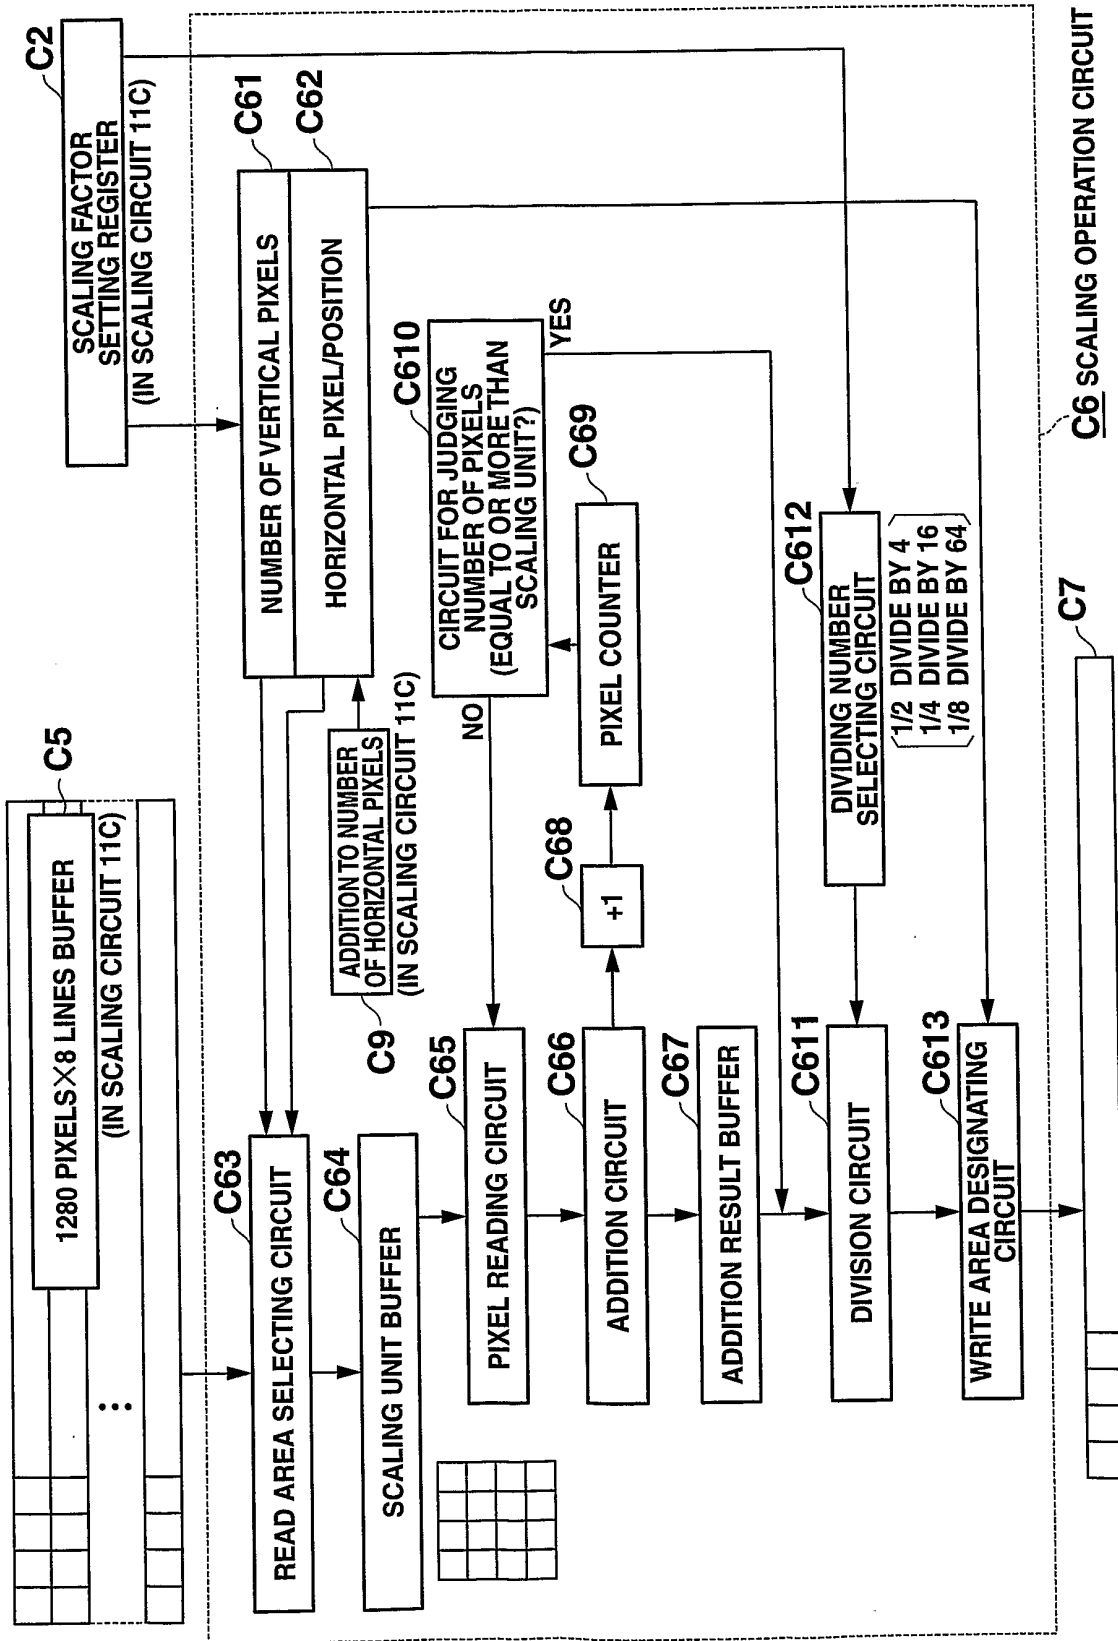 C5
1280 PIXELS×8 LINES BUFFER
(IN SCALING CIRCUIT 11C)
C2
SCALING FACTOR
SETTING REGISTER
(IN SCALING CIRCUIT 11C)
C61
NUMBER OF VERTICAL PIXELS
C62
HORIZONTAL PIXEL/POSITION
C63
READ AREA SELECTING CIRCUIT
C64
SCALING UNIT BUFFER
ADDITION TO NUMBER
OF HORIZONTAL PIXELS
(IN SCALING CIRCUIT 11C)
C9
C65
PIXEL READING CIRCUIT
NO
C610
CIRCUIT FOR JUDGING
NUMBER OF PIXELS
(EQUAL TO OR MORE THAN
SCALING UNIT?)
YES
C66
ADDITION CIRCUIT
C68
+1
C69
PIXEL COUNTER
C67
ADDITION RESULT BUFFER
C611
DIVISION CIRCUIT
C612
DIVIDING NUMBER
SELECTING CIRCUIT
1/2 DIVIDE BY 4
1/4 DIVIDE BY 16
1/8 DIVIDE BY 64
C613
WRITE AREA DESIGNATING
CIRCUIT
C6 SCALING OPERATION CIRCUIT
C7